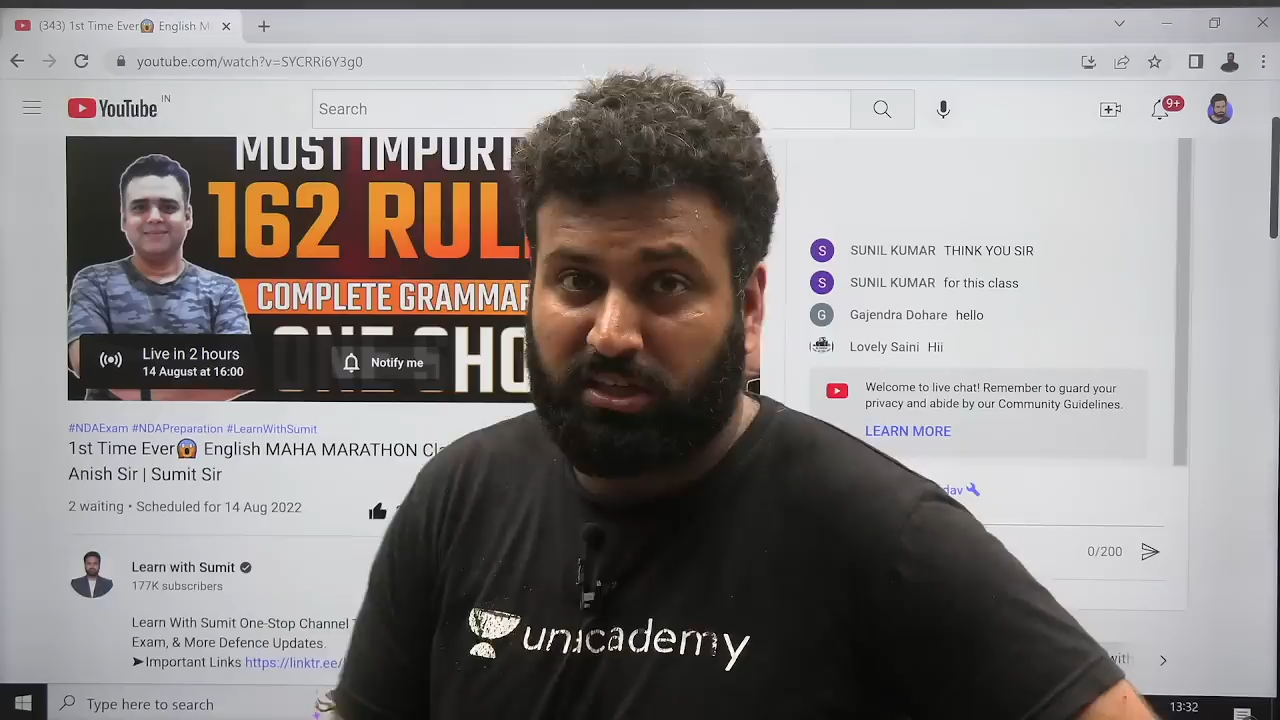 (343) 1st Time Ever😱 English M
youtube.com/watch?v=SYCRRi6Y3g0
YouTube IN
Search
9+
MOST IMPORT
162 RUL
COMPLETE GRAMMAR
ONE SHO
Live in 2 hours
14 August at 16:00
Notify me
S SUNIL KUMAR THINK YOU SIR
S SUNIL KUMAR for this class
G Gajendra Dohare hello
Lovely Saini Hii
Welcome to live chat! Remember to guard your
privacy and abide by our Community Guidelines.
LEARN MORE
#NDAExam #NDAPreparation #LearnWithSumit
1st Time Ever😱 English MAHA MARATHON Cla
Anish Sir | Sumit Sir
2 waiting • Scheduled for 14 Aug 2022
dav
0/200
Learn with Sumit
177K subscribers
Learn With Sumit One-Stop Channel
Exam, & More Defence Updates.
➤Important Links https://linktr.ee/
with
unacademy
Type here to search
13:32